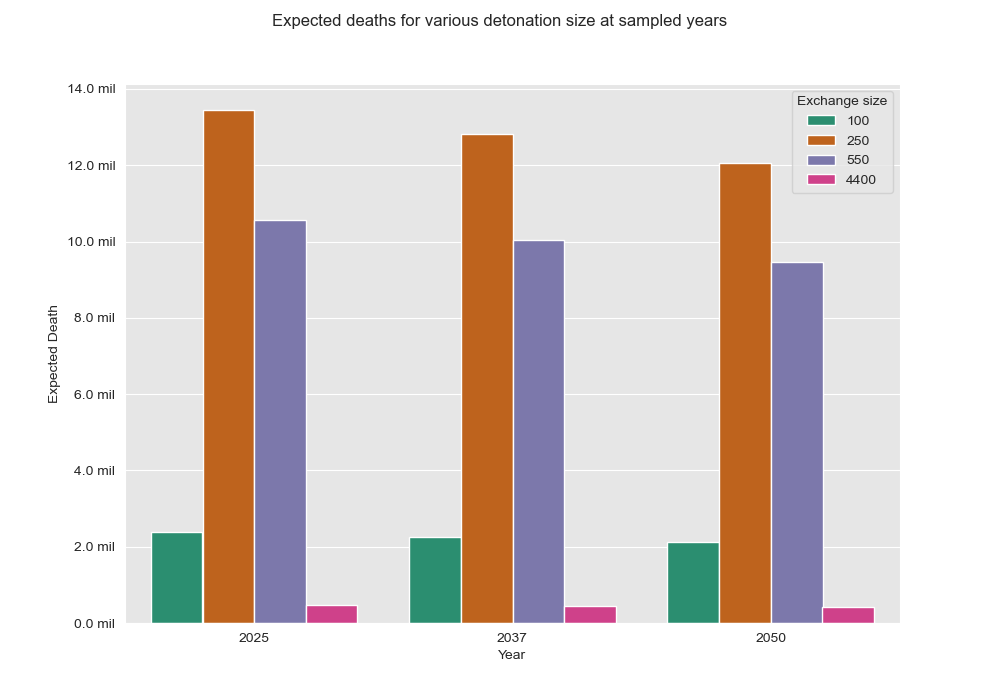 Expected deaths for various detonation size at sampled years
14.0 mil
12.0 mil
10.0 mil
8.0 mil
6.0 mil
4.0 mil
2.0 mil
0.0 mil
Expected Death
Exchange size
100
250
550
4400
2025
2037
2050
Year